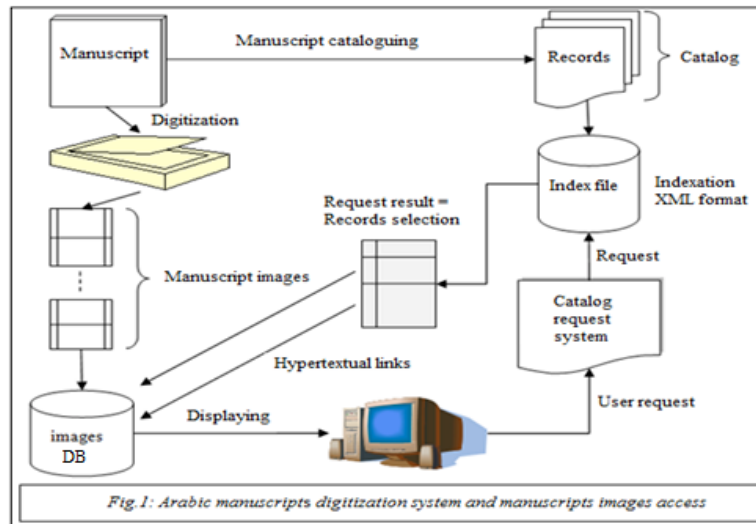 Manuscript
Manuscript cataloguing
Records
Catalog
Digitization
Index file
Indexation
XML format
Request result =
Records selection
Manuscript images
Request
Catalog
request
system
Hypertextual links
Displaying
User request
images
DB
Fig.1: Arabic manuscripts digitization system and manuscripts images access